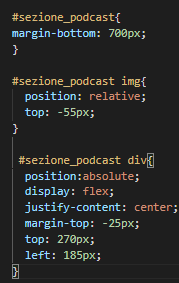 #sezione_podcast{
margin-bottom: 700px;
}
#sezione_podcast img{
position: relative;
top: -55px;
}
#sezione_podcast div{
position:absolute;
display: flex;
justify-content: center;
margin-top: -25px;
top: 270px;
left: 185px;
}